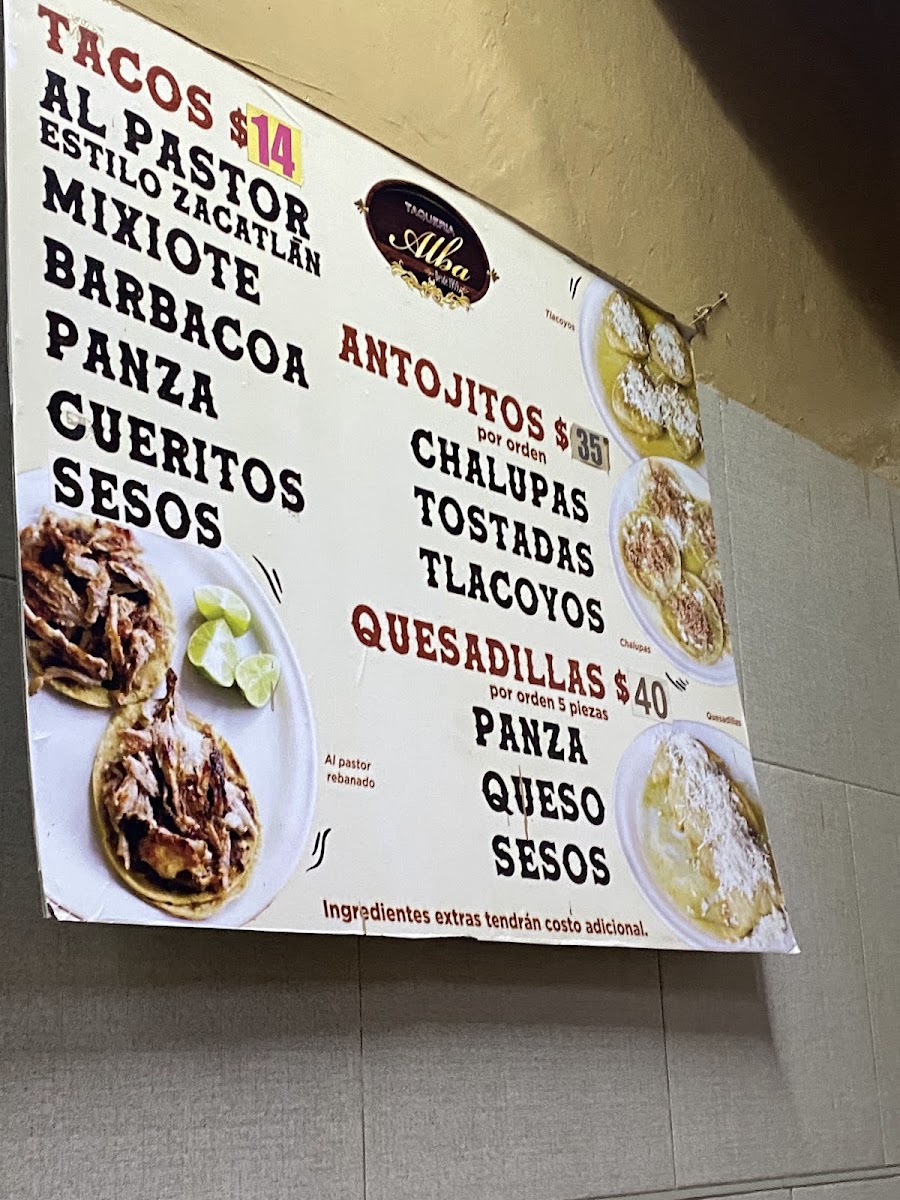 TACOS $14
AL PASTOR
ESTILO ZACATLÁN
MIXIOTE
BARBACOA
PANZA
CUERITOS
SESOS
Al pastor
rebanado
TAQUERIA
Alba
ANTOJITOS $35
por orden
CHALUPAS
TOSTADAS
TLACOYOS
QUESADILLAS $40
por orden 5 piezas
PANZA
QUESO
SESOS
Tlacoyos
Chalupas
Quesadillas
Ingredientes extras tendrán costo adicional.